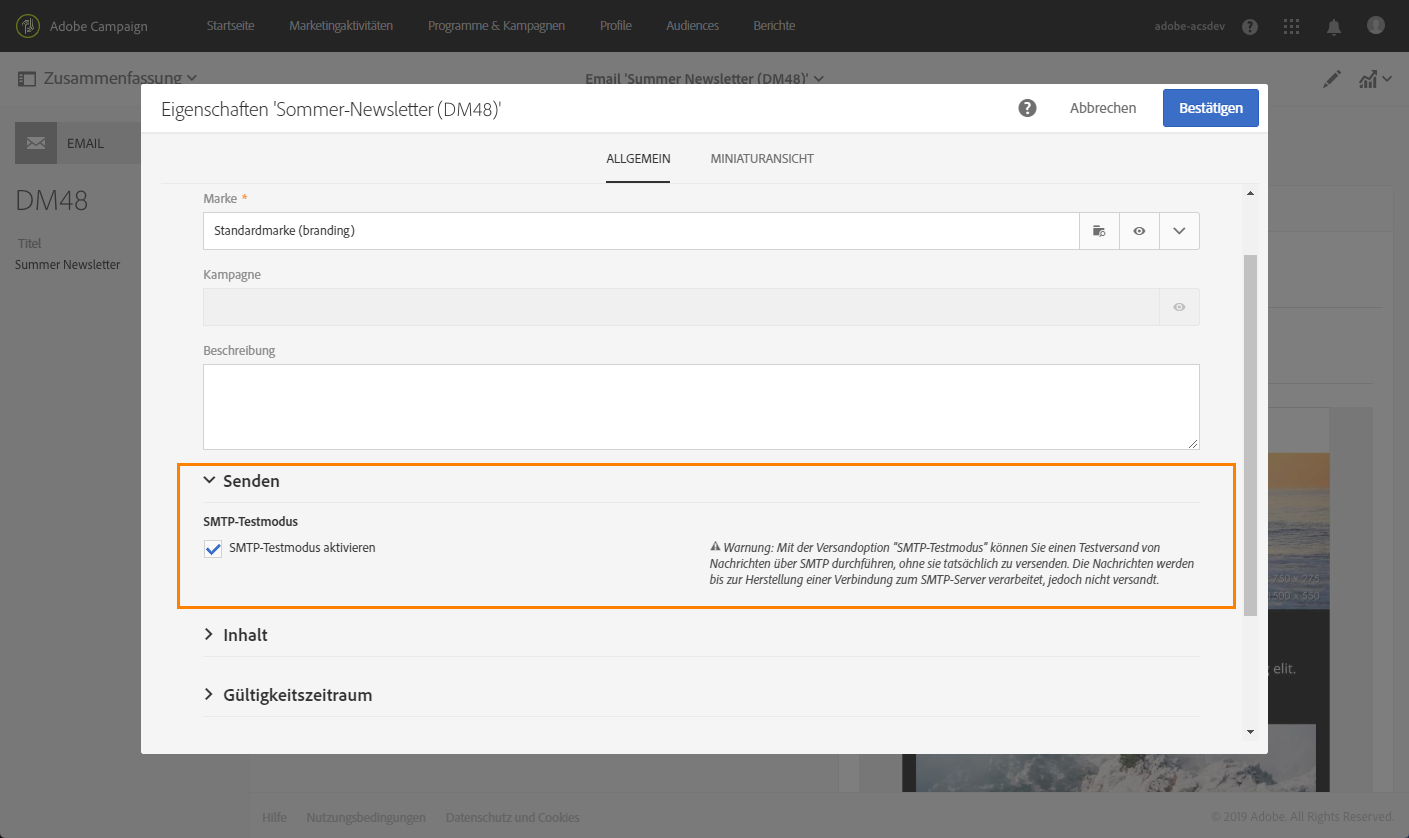 Adobe Campaign
Startseite
Marketingaktivitäten
Programme & Kampagnen
Profile
Audiences
Berichte
adobe-acsdev
Zusammenfassung
Email 'Summer Newsletter (DM48)'
EMAIL
DM48
Titel
Summer Newsletter
Eigenschaften 'Sommer-Newsletter (DM48)'
Abbrechen
Bestätigen
ALLGEMEIN
MINIATURANSICHT
Marke *
Standardmarke (branding)
Kampagne
Beschreibung
Senden
SMTP-Testmodus
SMTP-Testmodus aktivieren
Warnung: Mit der Versandoption "SMTP-Testmodus" können Sie einen Testversand von
Nachrichten über SMTP durchführen, ohne sie tatsächlich zu versenden. Die Nachrichten werden
bis zur Herstellung einer Verbindung zum SMTP-Server verarbeitet, jedoch nicht versandt.
Inhalt
Gültigkeitszeitraum
750 x 275
500 x 550
elit.
Hilfe
Nutzungsbedingungen
Datenschutz und Cookies
© 2019 Adobe. All Rights Reserved.